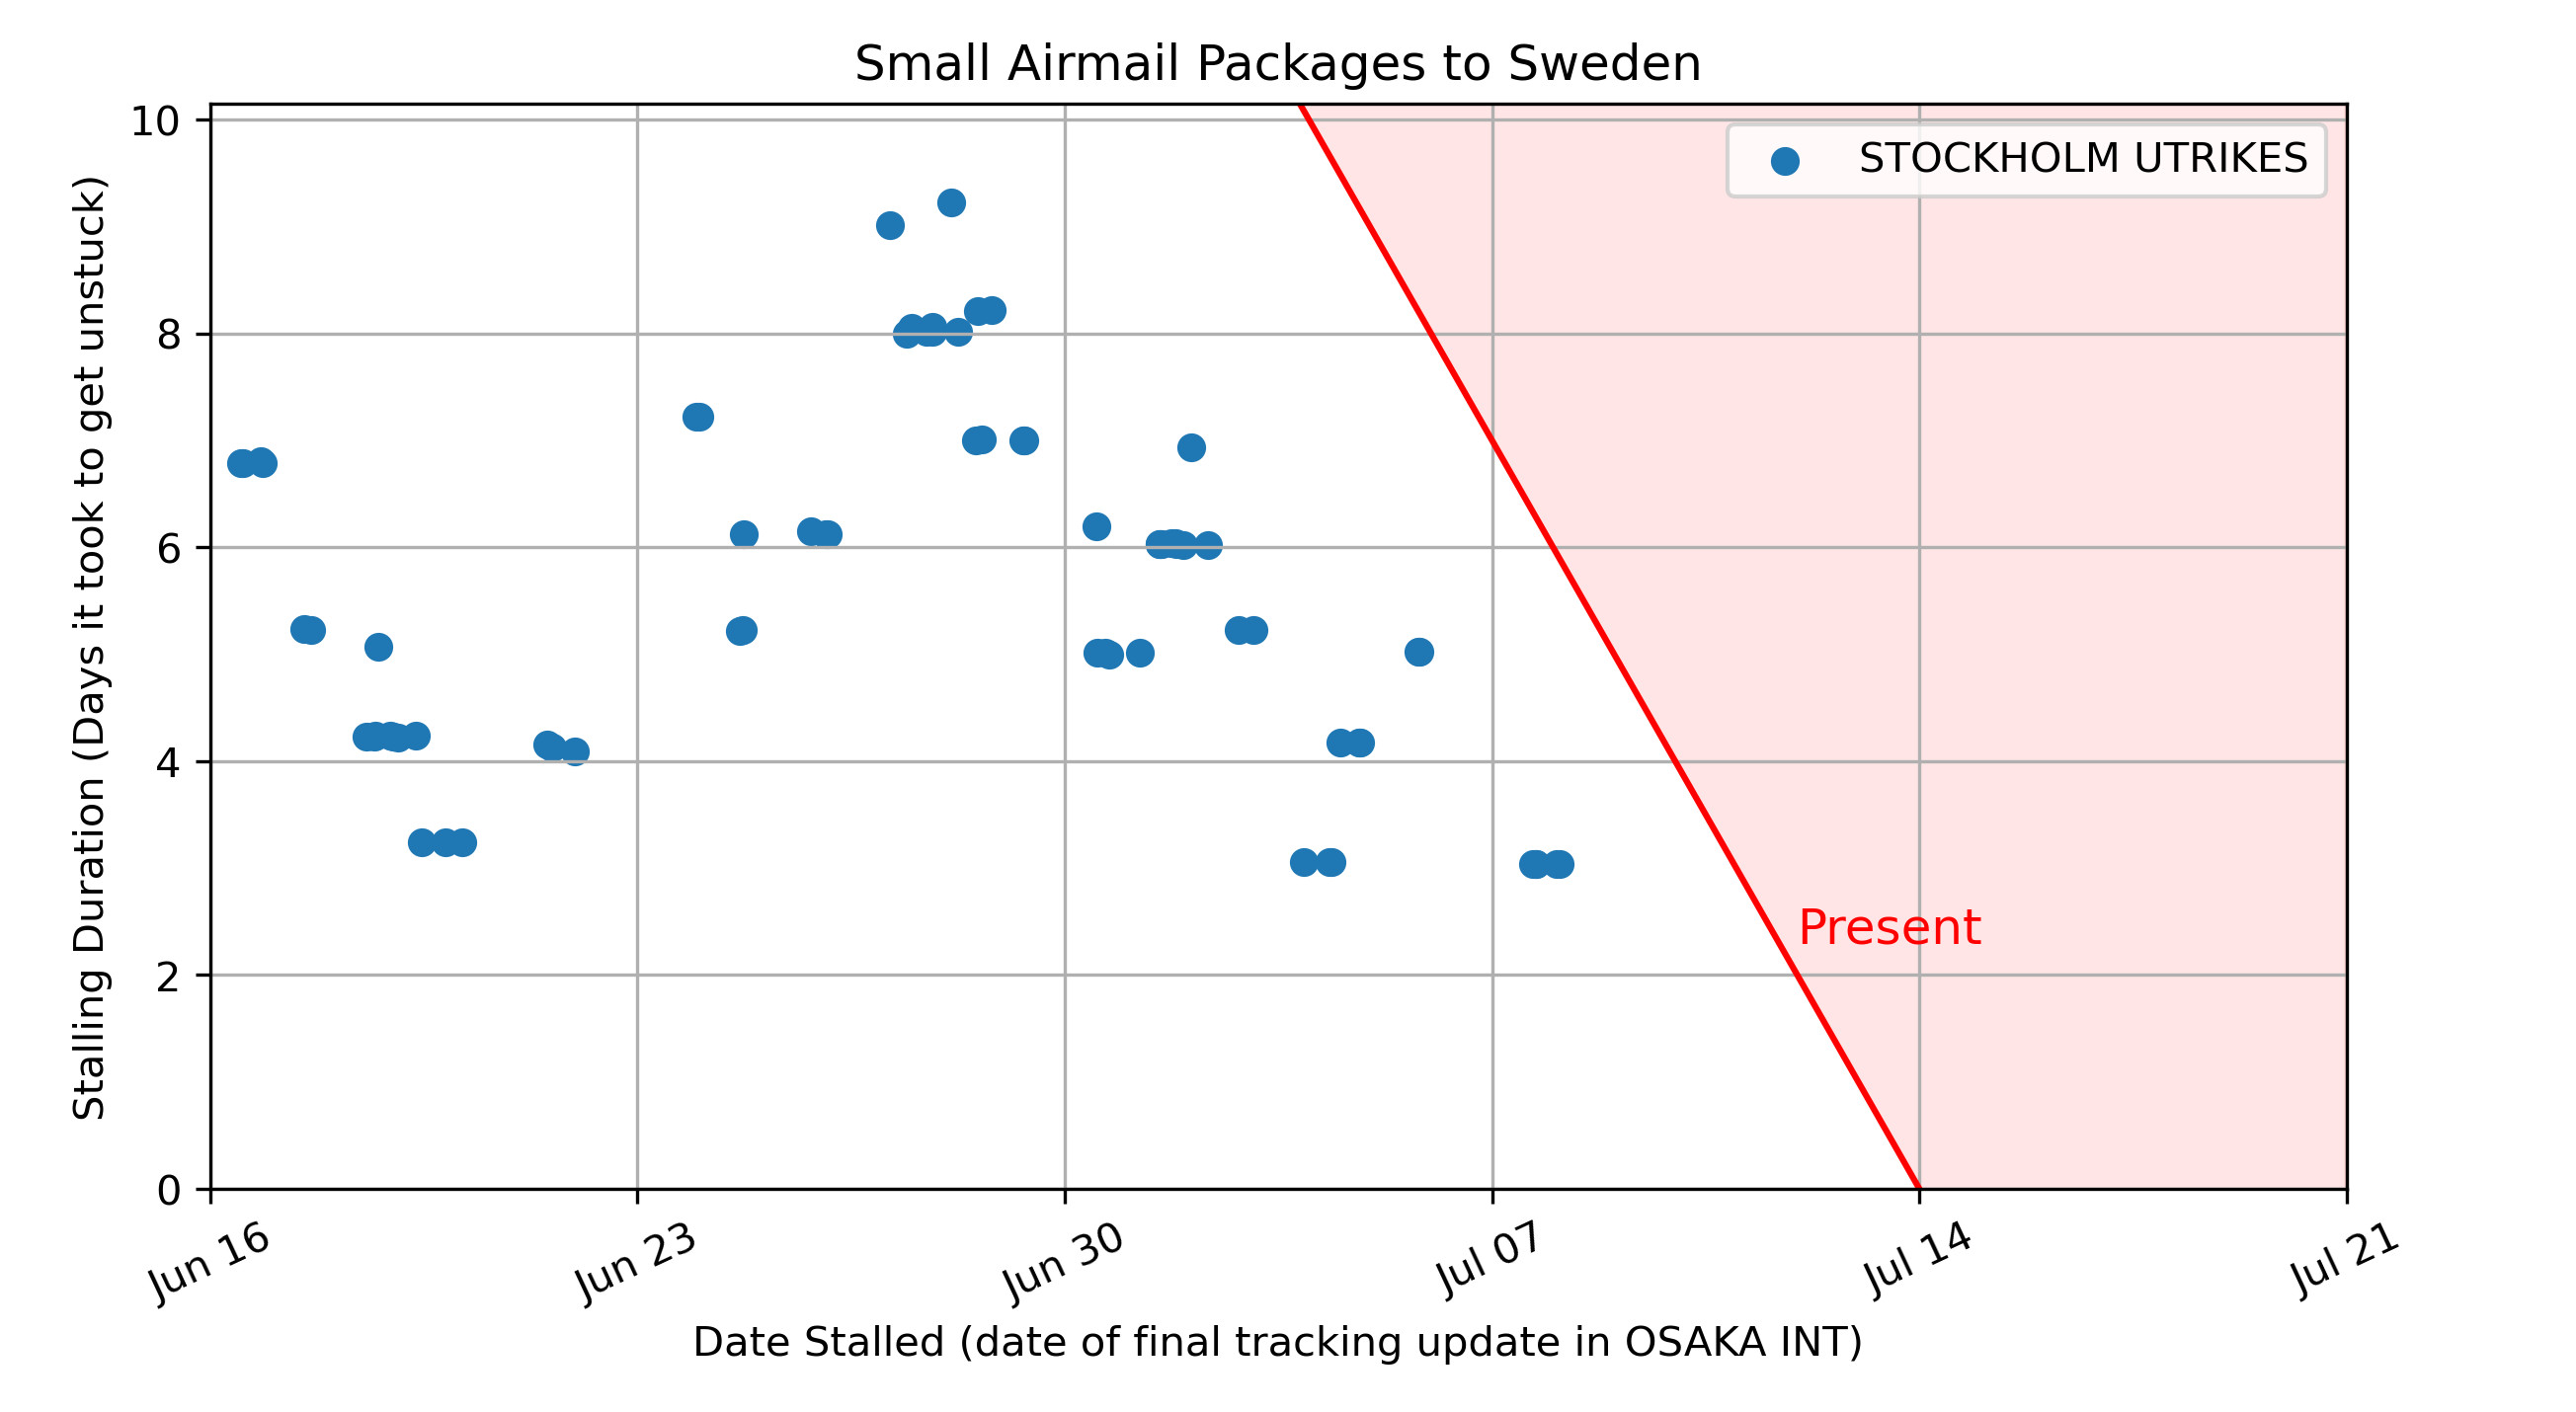 Small Airmail Packages to Sweden
Stalling Duration (Days it took to get unstuck)
10
8
6
4
2
0
STOCKHOLM UTRIKES
Present
Jun 16
Jun 23
Jun 30
Jul 07
Jul 14
Jul 21
Date Stalled (date of final tracking update in OSAKA INT)